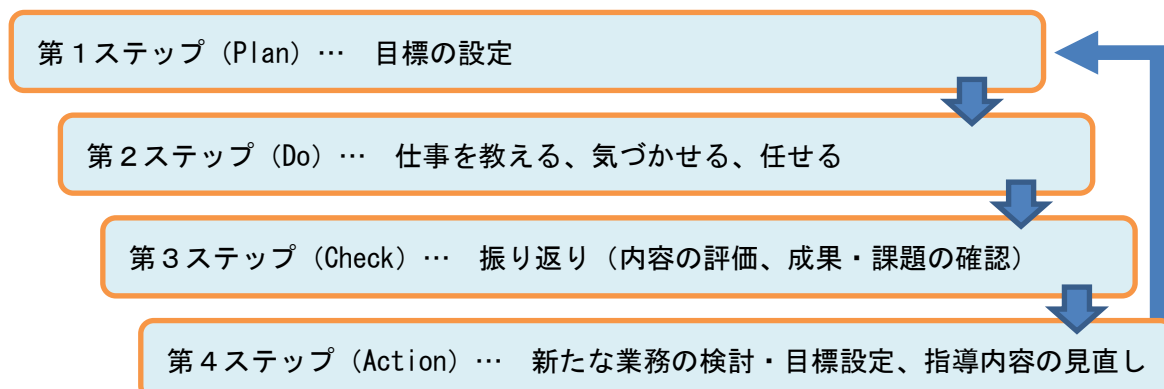 第１ステップ（Plan）…　目標の設定
第２ステップ（Do）…　仕事を教える、気づかせる、任せる
第３ステップ（Check）…　振り返り（内容の評価、成果・課題の確認）
第４ステップ（Action）…　新たな業務の検討・目標設定、指導内容の見直し